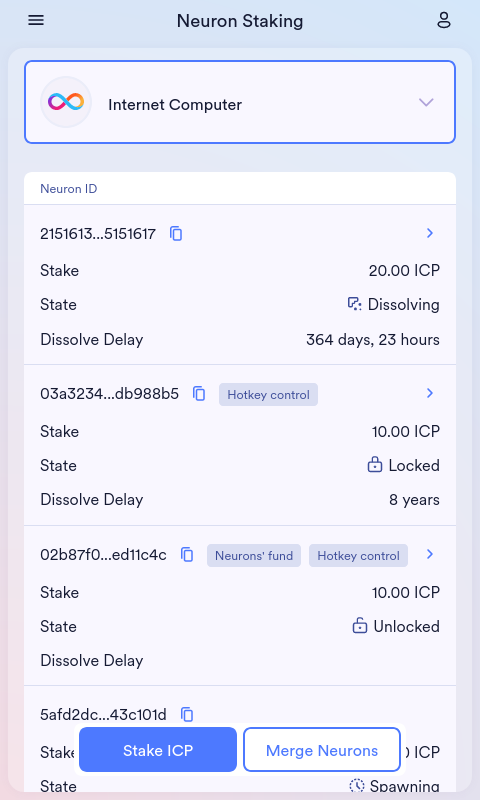 Neuron Staking
Internet Computer
Neuron ID
2151613...5151617
Stake 20.00 ICP
State Dissolving
Dissolve Delay 364 days, 23 hours
03a3234...db988b5 Hotkey control
Stake 10.00 ICP
State Locked
Dissolve Delay 8 years
02b87f0...ed11c4c Neurons' fund Hotkey control
Stake 10.00 ICP
State Unlocked
Dissolve Delay
5afd2dc...43c101d
Stake ICP
Stake ICP Merge Neurons
State Spawning